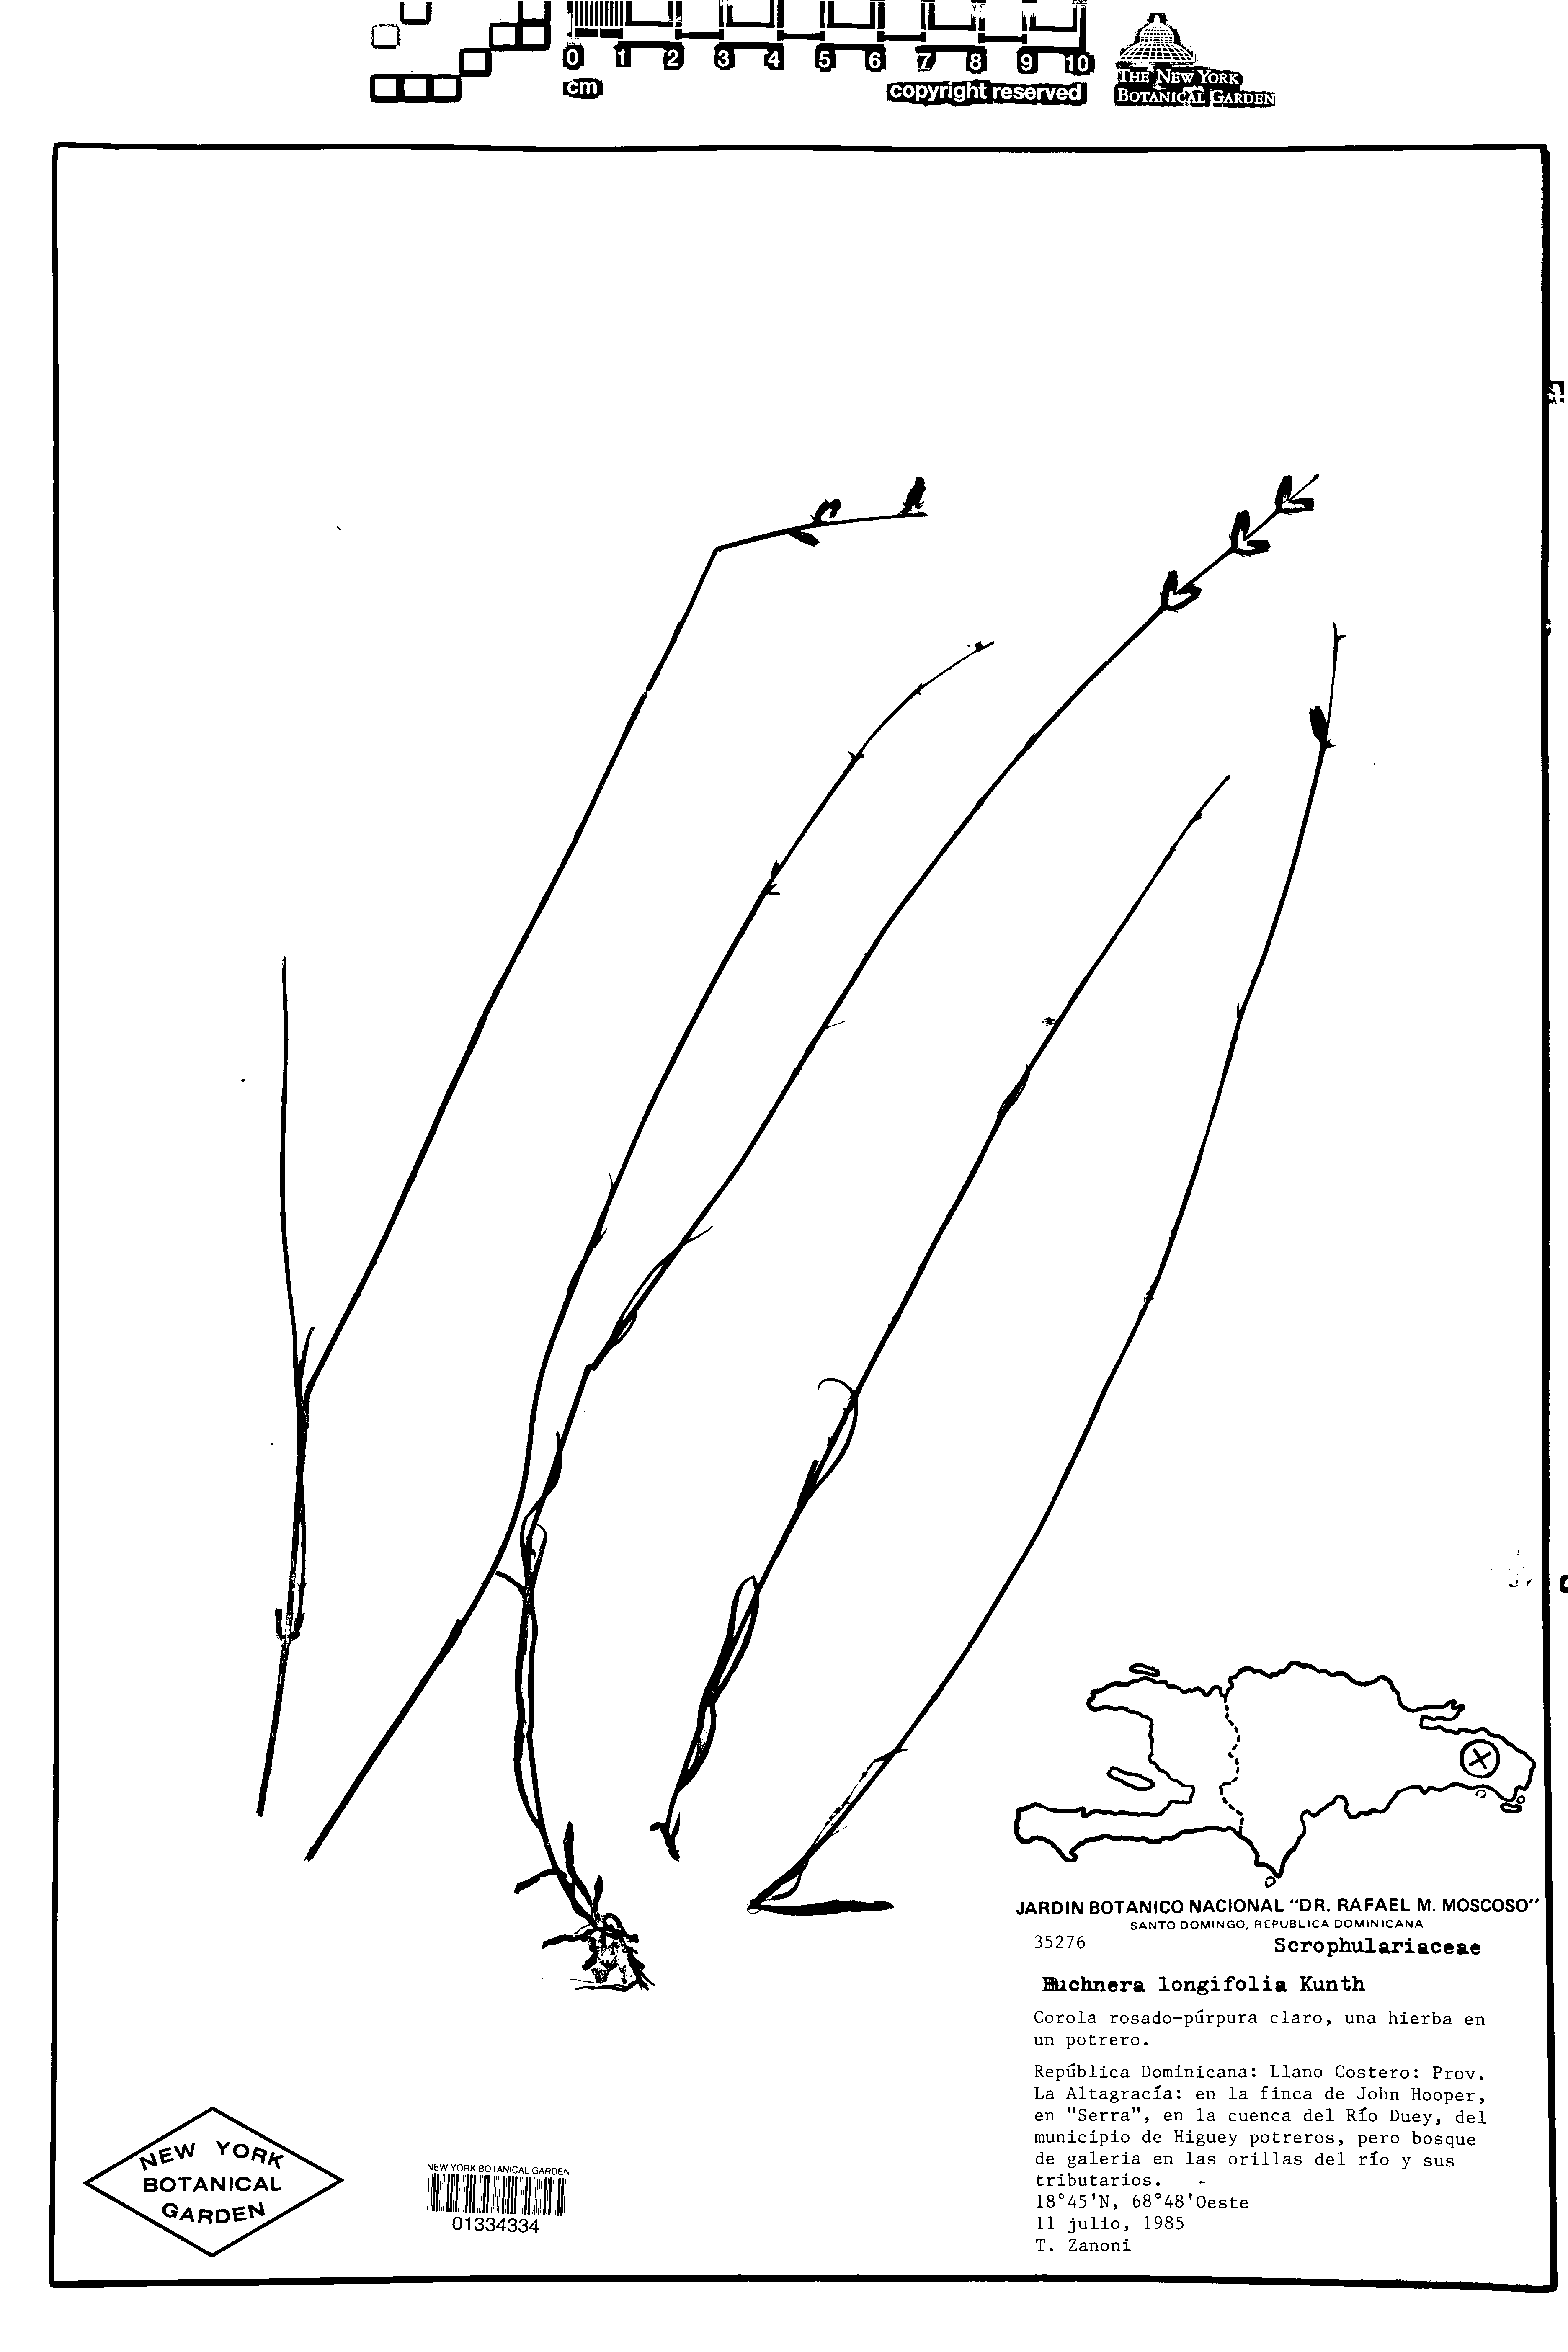 0 1 2 3 4 5 6 7 8 9 10
cm
copyright reserved
THE NEW YORK
BOTANICAL GARDEN
JARDIN BOTANICO NACIONAL "DR. RAFAEL M. MOSCOSO"
SANTO DOMINGO, REPUBLICA DOMINICANA
35276 Scrophulariaceae
Buchnera longifolia Kunth
Corola rosado-púrpura claro, una hierba en
un potrero.
República Dominicana: Llano Costero: Prov.
La Altagracía: en la finca de John Hooper,
en "Serra", en la cuenca del Río Duey, del
municipio de Higuey potreros, pero bosque
de galeria en las orillas del río y sus
tributarios. -
18°45'N, 68°48'Oeste
11 julio, 1985
T. Zanoni
NEW YORK
BOTANICAL
GARDEN
NEW YORK BOTANICAL GARDEN
01334334